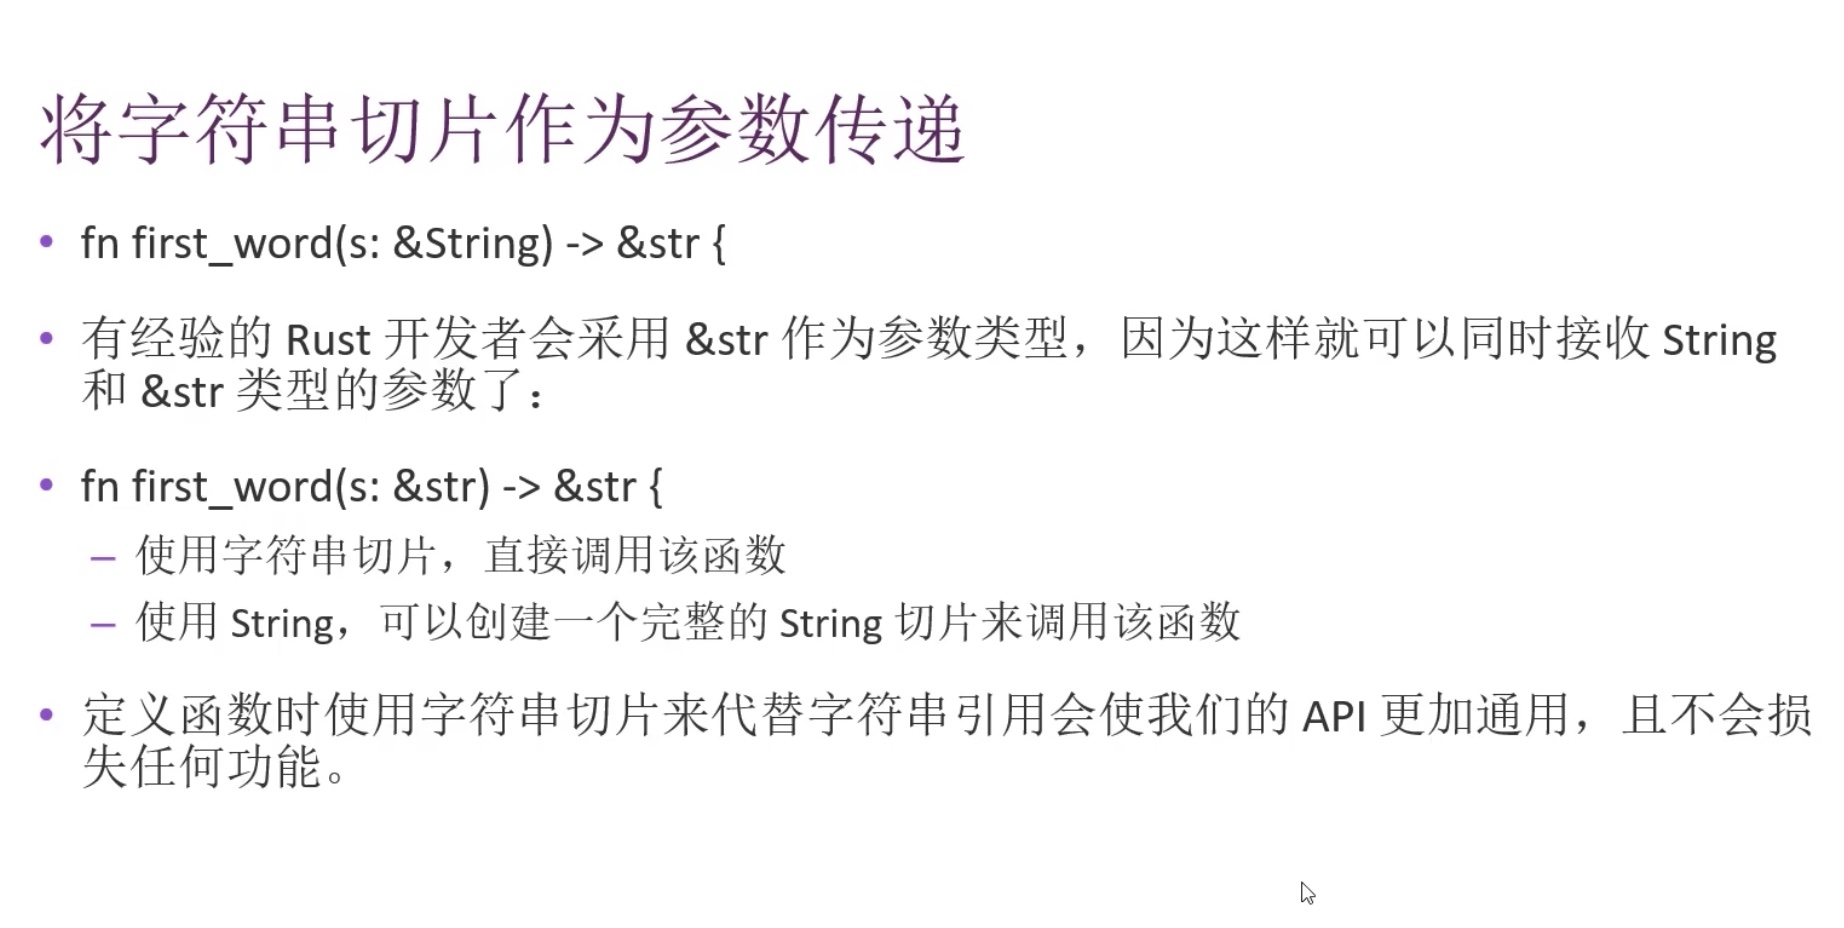 将字符串切片作为参数传递
• fn first_word(s: &String) -> &str {
• 有经验的 Rust 开发者会采用 &str 作为参数类型，因为这样就可以同时接收 String
和 &str 类型的参数了：
• fn first_word(s: &str) -> &str {
– 使用字符串切片，直接调用该函数
– 使用 String，可以创建一个完整的 String 切片来调用该函数
• 定义函数时使用字符串切片来代替字符串引用会使我们的 API 更加通用，且不会损
失任何功能。